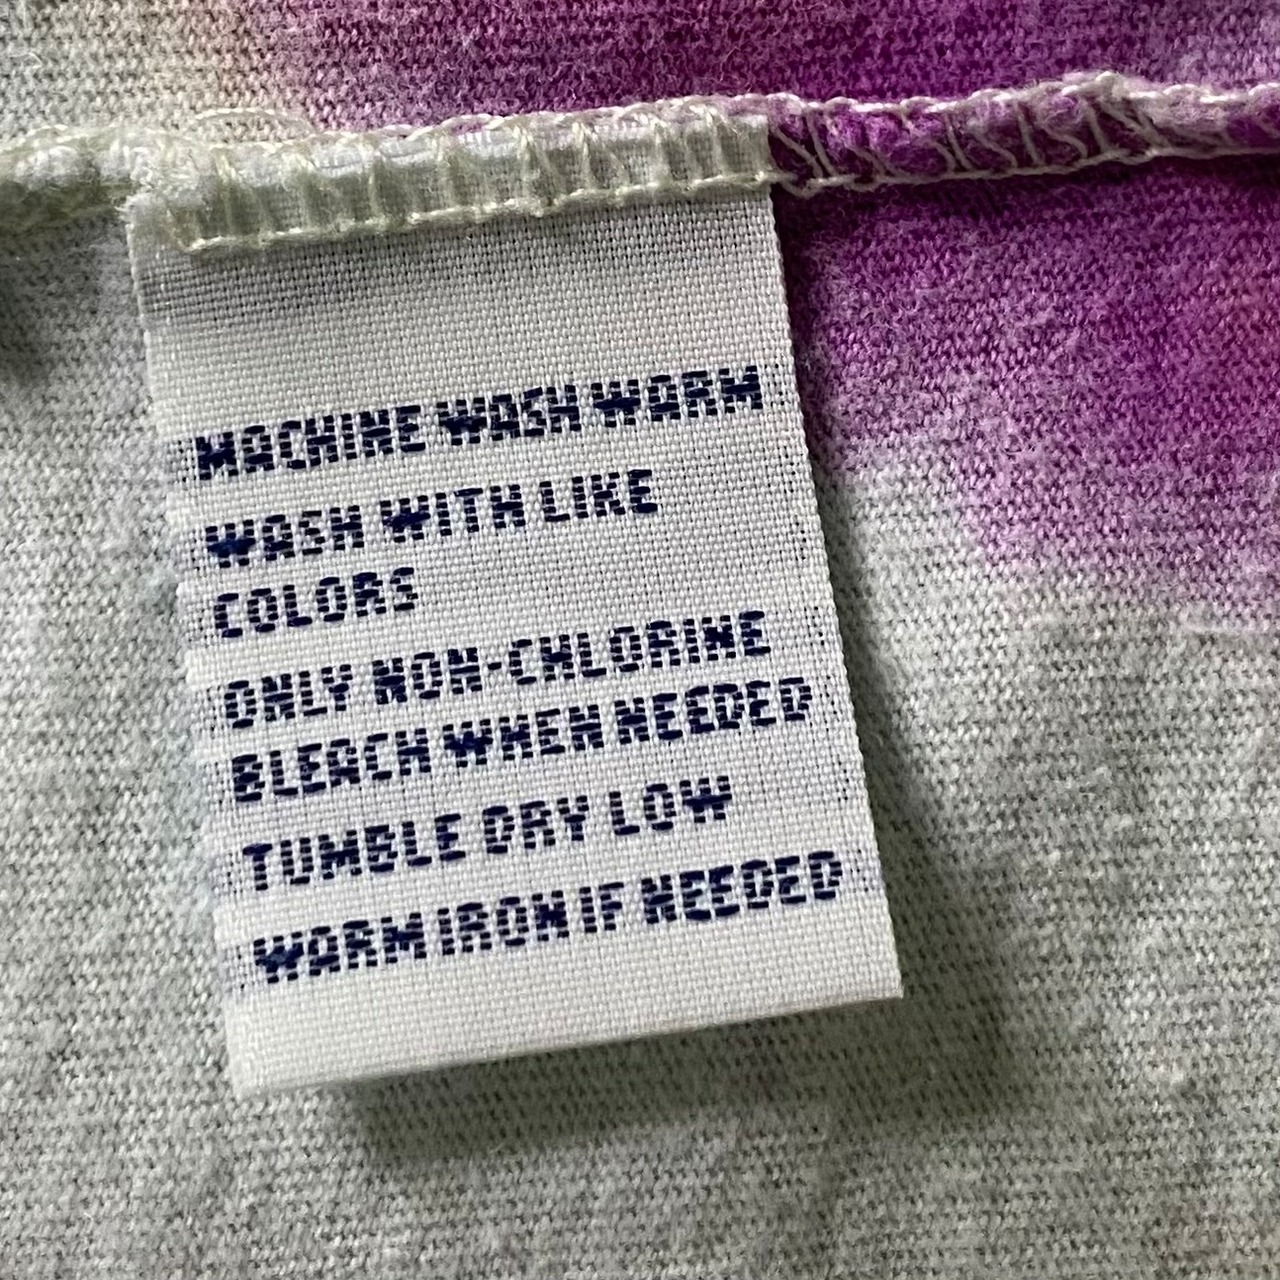 MACHINE WASH WARM
WASH WITH LIKE
COLORS
ONLY NON-CHLORINE
BLEACH WHEN NEEDED
TUMBLE DRY LOW
WARM IRON IF NEEDED